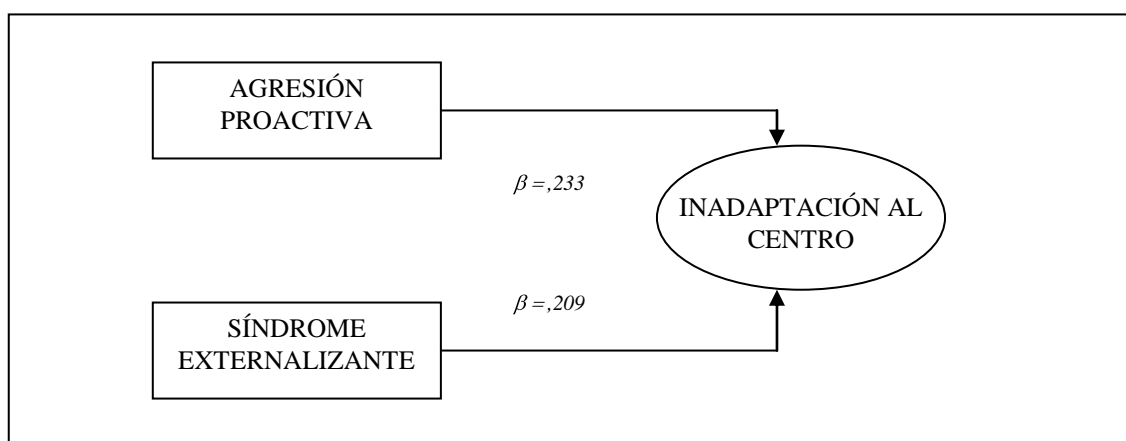 AGRESIÓN
PROACTIVA
β =,233
INADAPTACIÓN AL
CENTRO
β =,209
SÍNDROME
EXTERNALIZANTE